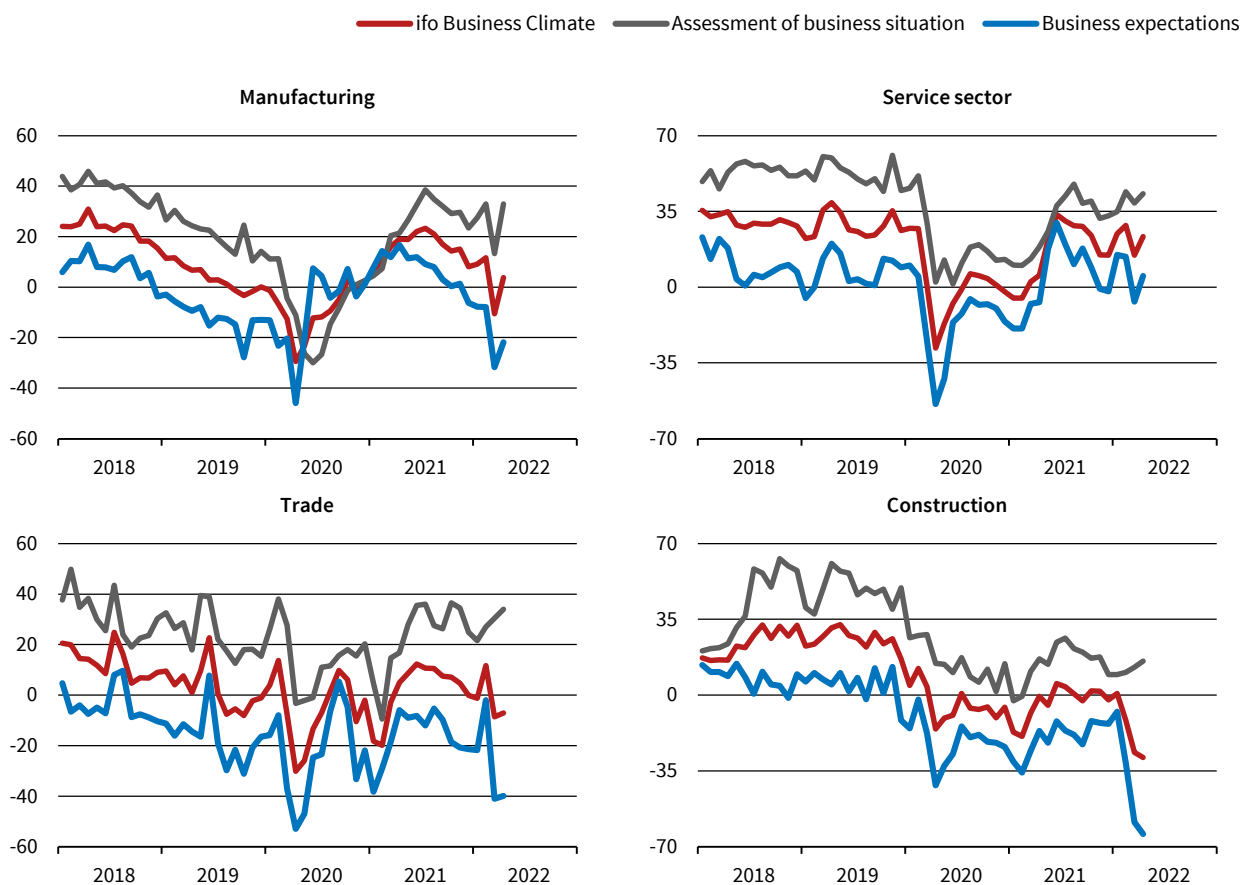 ifo Business Climate Assessment of business situation Business expectations
Manufacturing
60
40
20
0
-20
-40
-60
2018 2019 2020 2021 2022
Service sector
70
35
0
-35
-70
2018 2019 2020 2021 2022
Trade
60
40
20
0
-20
-40
-60
2018 2019 2020 2021 2022
Construction
70
35
0
-35
-70
2018 2019 2020 2021 2022